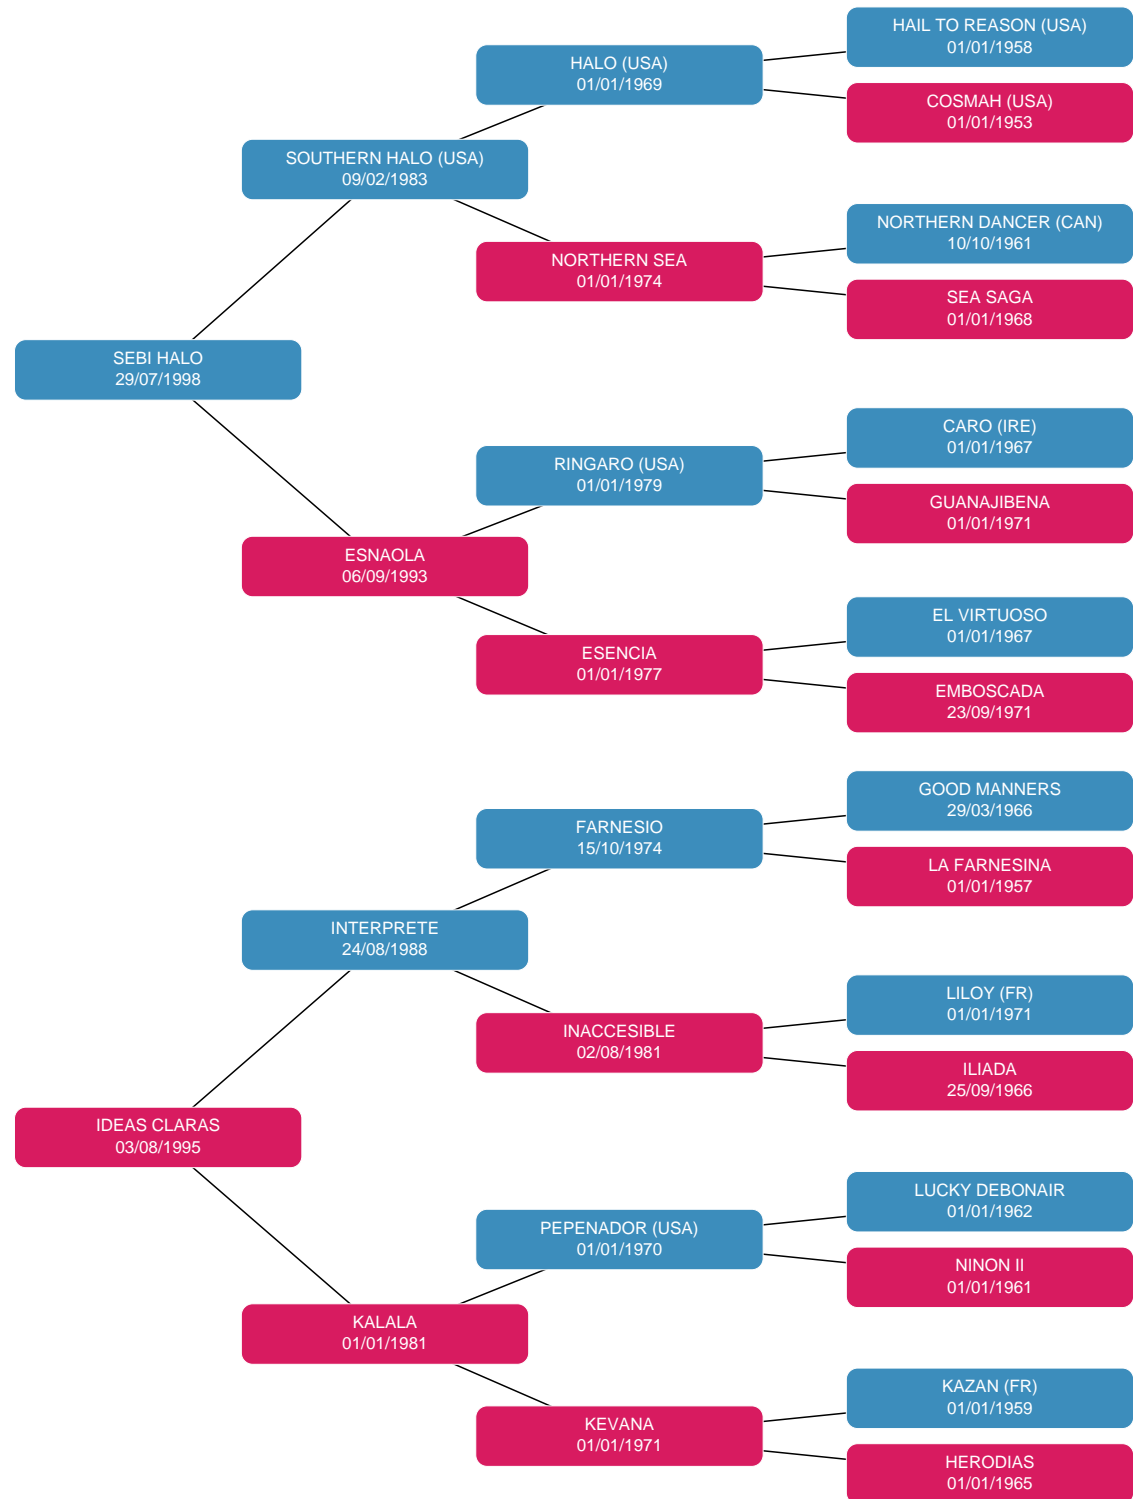 HAIL TO REASON (USA)
01/01/1958
HALO (USA)
01/01/1969
COSMAH (USA)
01/01/1953
SOUTHERN HALO (USA)
09/02/1983
NORTHERN DANCER (CAN)
10/10/1961
NORTHERN SEA
01/01/1974
SEA SAGA
01/01/1968
SEBI HALO
29/07/1998
CARO (IRE)
01/01/1967
RINGARO (USA)
01/01/1979
GUANAJIBENA
01/01/1971
ESNAOLA
06/09/1993
EL VIRTUOSO
01/01/1967
ESENCIA
01/01/1977
EMBOSCADA
23/09/1971
GOOD MANNERS
29/03/1966
FARNESIO
15/10/1974
LA FARNESINA
01/01/1957
INTERPRETE
24/08/1988
LILOY (FR)
01/01/1971
INACCESIBLE
02/08/1981
ILIADA
25/09/1966
IDEAS CLARAS
03/08/1995
LUCKY DEBONAIR
01/01/1962
PEPENADOR (USA)
01/01/1970
NINON II
01/01/1961
KALALA
01/01/1981
KAZAN (FR)
01/01/1959
KEVANA
01/01/1971
HERODIAS
01/01/1965